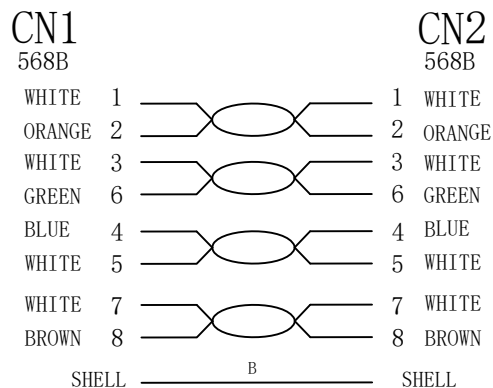 CN1 CN2
568B 568B
WHITE 1 1 WHITE
ORANGE 2 2 ORANGE
WHITE 3 3 WHITE
GREEN 6 6 GREEN
BLUE 4 4 BLUE
WHITE 5 5 WHITE
WHITE 7 7 WHITE
BROWN 8 8 BROWN
B
SHELL SHELL